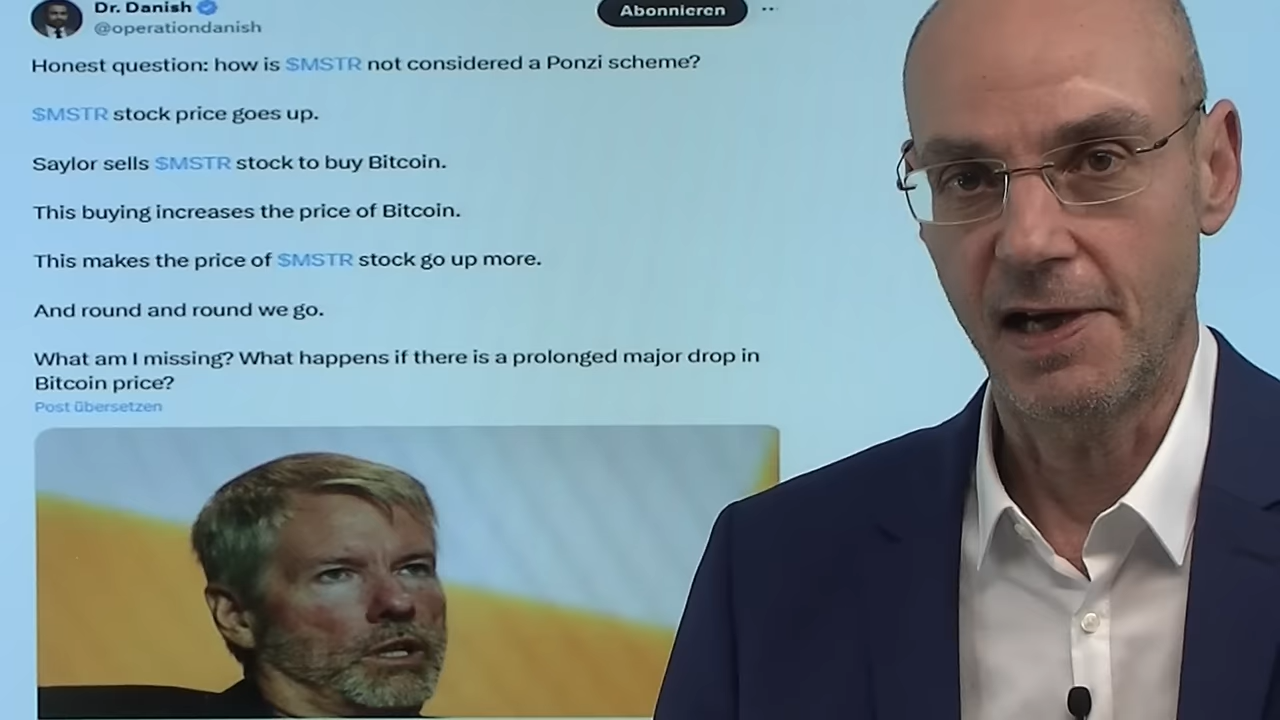 Dr. Danish
Abonnieren
@operationdanish
Honest question: how is $MSTR not considered a Ponzi scheme?
$MSTR stock price goes up.
Saylor sells $MSTR stock to buy Bitcoin.
This buying increases the price of Bitcoin.
This makes the price of $MSTR stock go up more.
And round and round we go.
What am I missing? What happens if there is a prolonged major drop in
Bitcoin price?
Post übersetzen